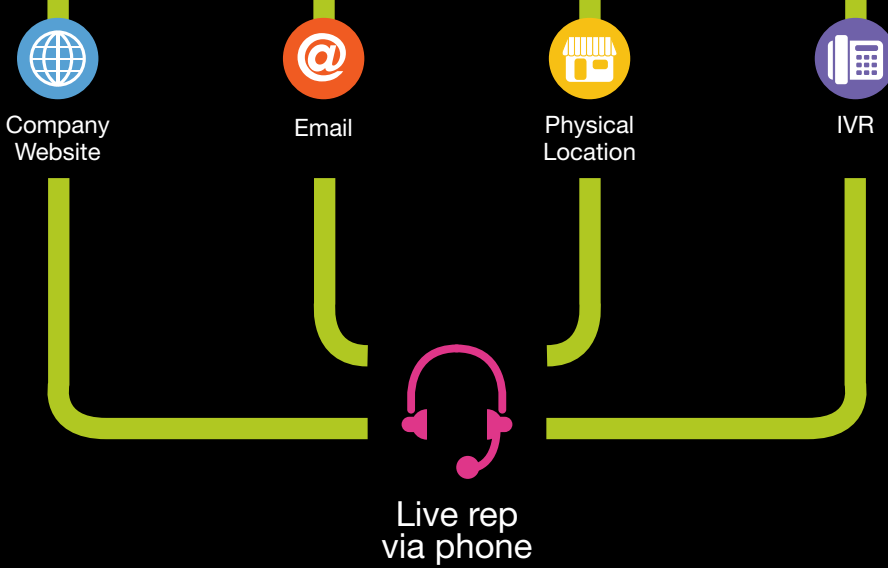 Company
Website
@
Email
Physical
Location
IVR
Live rep
via phone